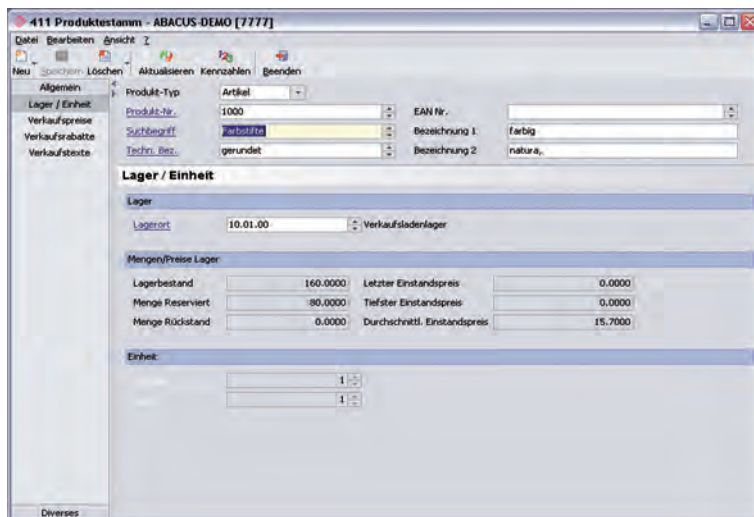 411 Produktestamm - ABACUS-DEMO [7777]
Datei Bearbeiten Ansicht ?
Neu Speichern Löschen Aktualisieren Kennzahlen Beenden
Allgemein
Lager / Einheit
Verkaufspreise
Verkaufsrabatte
Verkaufstexte
Produkt-Typ Artikel
Produkt-Nr. 1000 EAN Nr.
Suchbegriff Farbstifte Bezeichnung 1 farbig
Techn. Bez. gerundet Bezeichnung 2 natura,.
Lager / Einheit
Lager
Lagerort 10.01.00 Verkaufsladenlager
Mengen/Preise Lager
Lagerbestand 160.0000 Letzter Einstandspreis 0.0000
Menge Reserviert 80.0000 Tiefster Einstandspreis 0.0000
Menge Rückstand 0.0000 Durchschnittl. Einstandspreis 15.7000
Einheit
1
1
Diverses